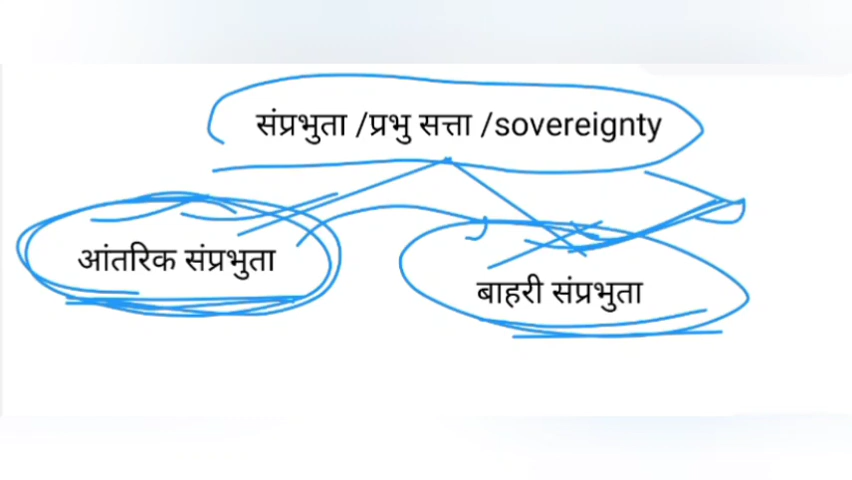 संप्रभुता /प्रभु सत्ता /sovereignty
आंतरिक संप्रभुता
बाहरी संप्रभुता